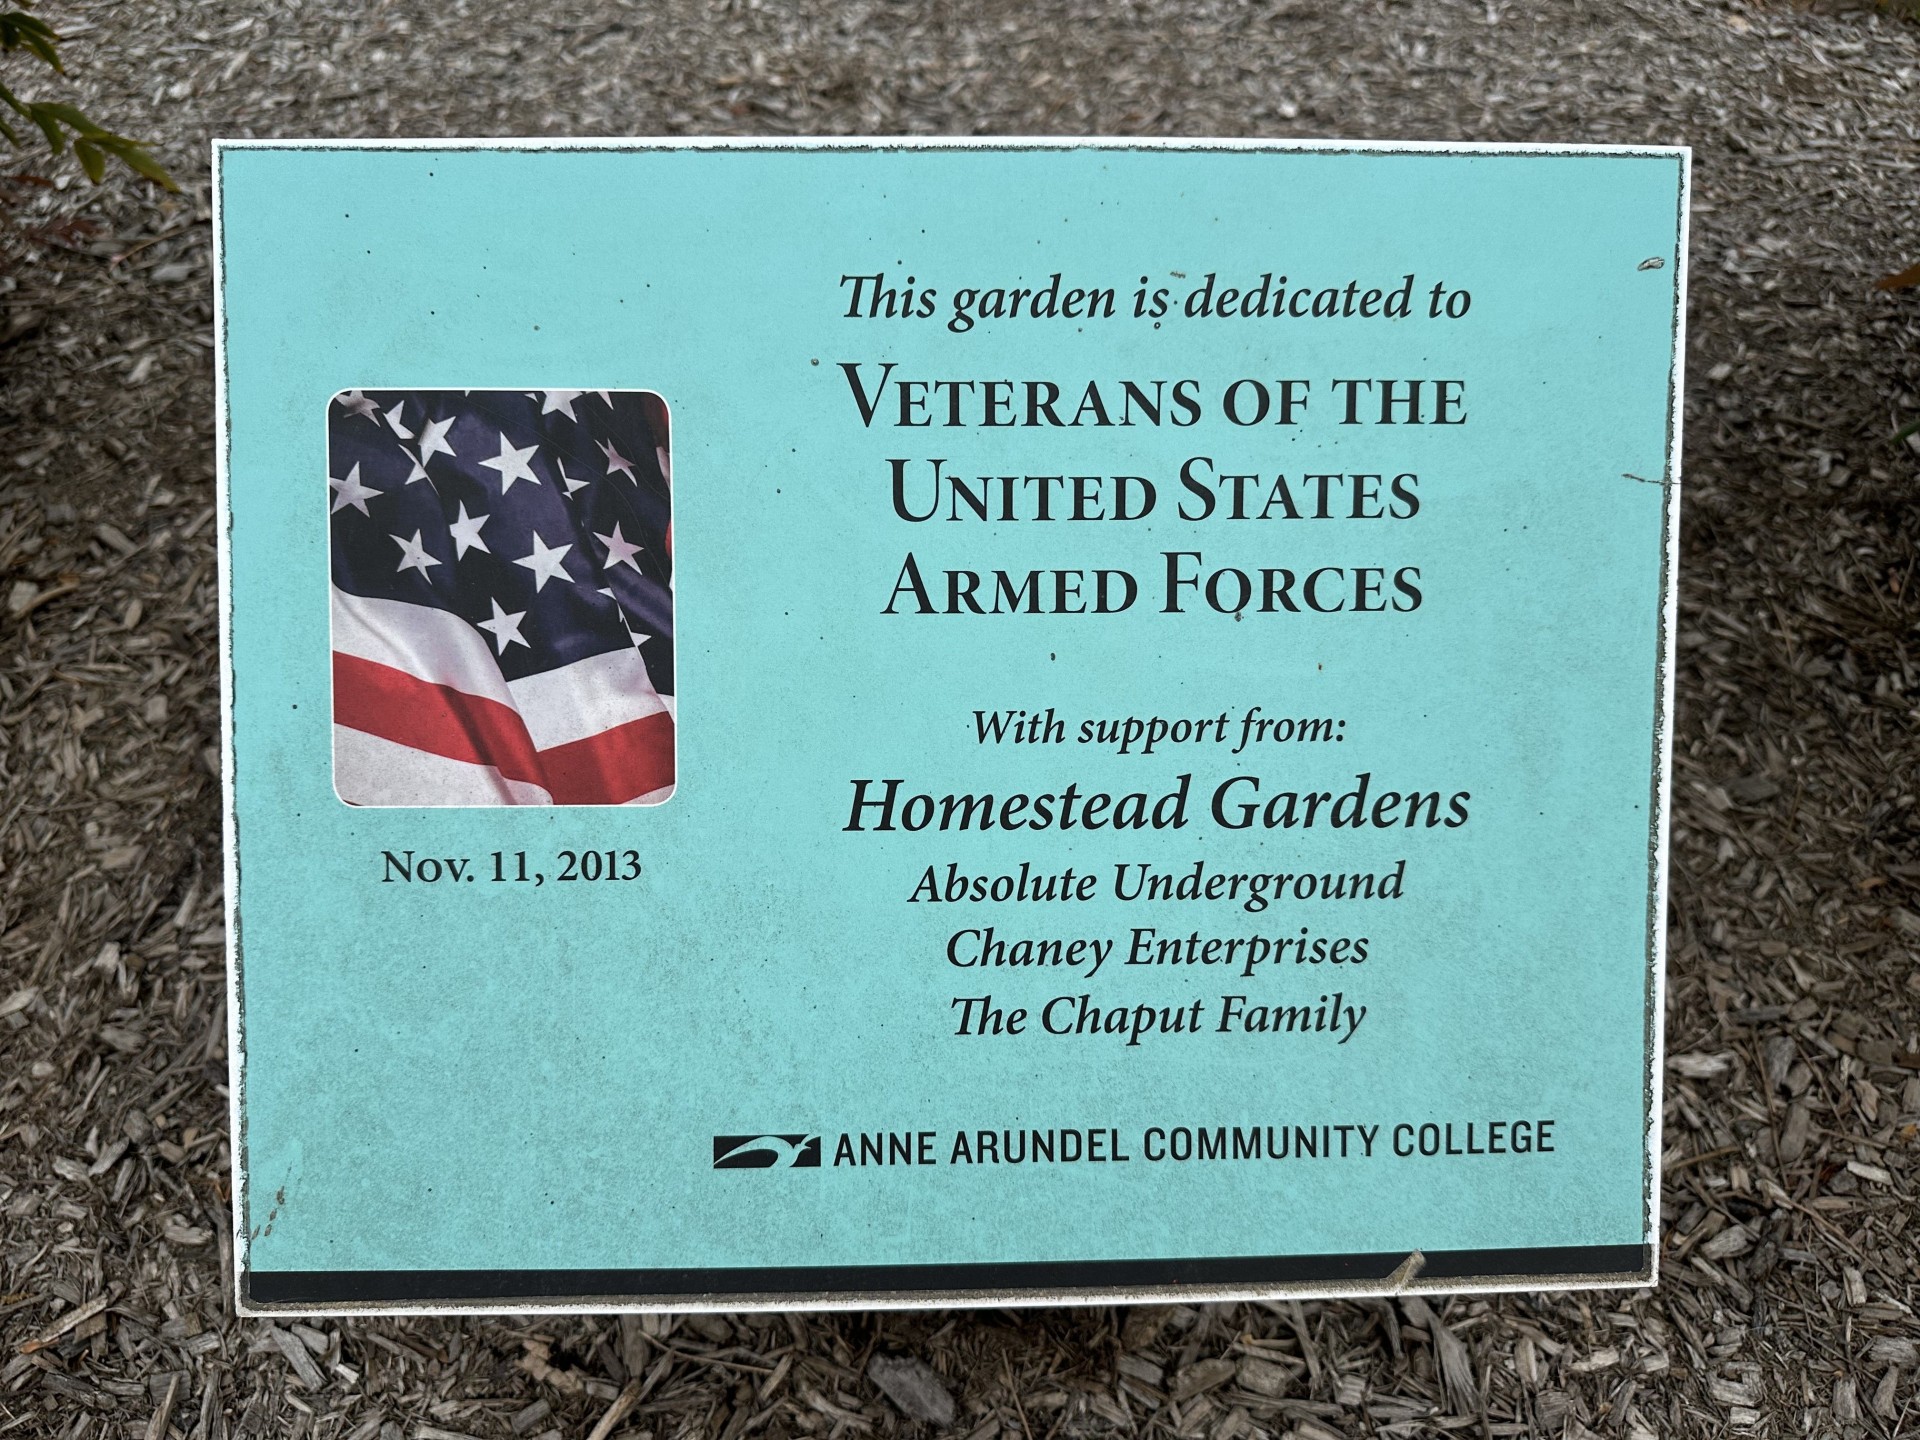 This garden is dedicated to
VETERANS OF THE
UNITED STATES
ARMED FORCES
With support from:
Homestead Gardens
Absolute Underground
Chaney Enterprises
The Chaput Family
Nov. 11, 2013
ANNE ARUNDEL COMMUNITY COLLEGE